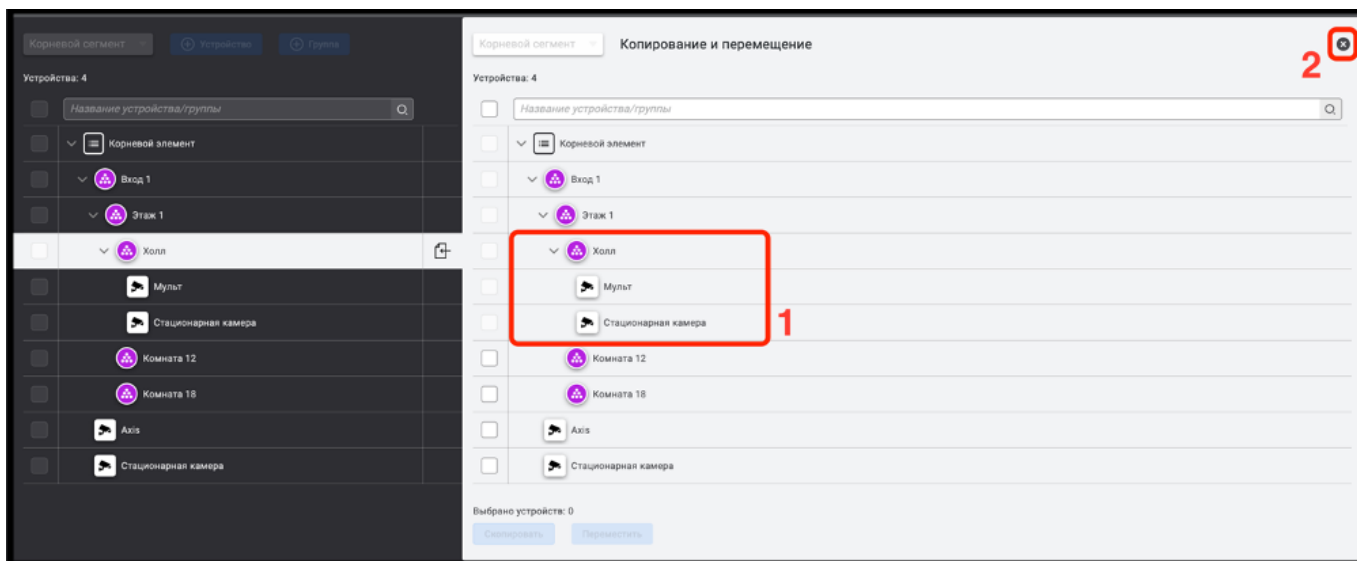 Корневой сегмент
Устройство
Группа
Устройства: 4
Название устройства/группы
Корневой элемент
Вход 1
Этаж 1
Холл
Мульт
Стационарная камера
Комната 12
Комната 18
Axis
Стационарная камера
Корневой сегмент
Копирование и перемещение
2
Устройства: 4
Название устройства/группы
Корневой элемент
Вход 1
Этаж 1
Холл
Мульт
Стационарная камера
1
Комната 12
Комната 18
Axis
Стационарная камера
Выбрано устройств: 0
Скопировать
Переместить